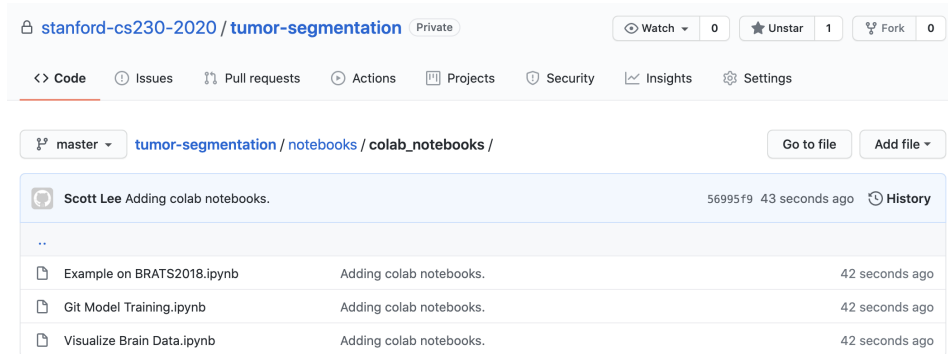 stanford-cs230-2020 / tumor-segmentation Private Watch 0 Unstar 1 Fork 0
<> Code Issues Pull requests Actions Projects Security Insights Settings
master tumor-segmentation / notebooks / colab_notebooks / Go to file Add file
Scott Lee Adding colab notebooks. 56995f9 43 seconds ago History
..
Example on BRATS2018.ipynb Adding colab notebooks. 42 seconds ago
Git Model Training.ipynb Adding colab notebooks. 42 seconds ago
Visualize Brain Data.ipynb Adding colab notebooks. 42 seconds ago